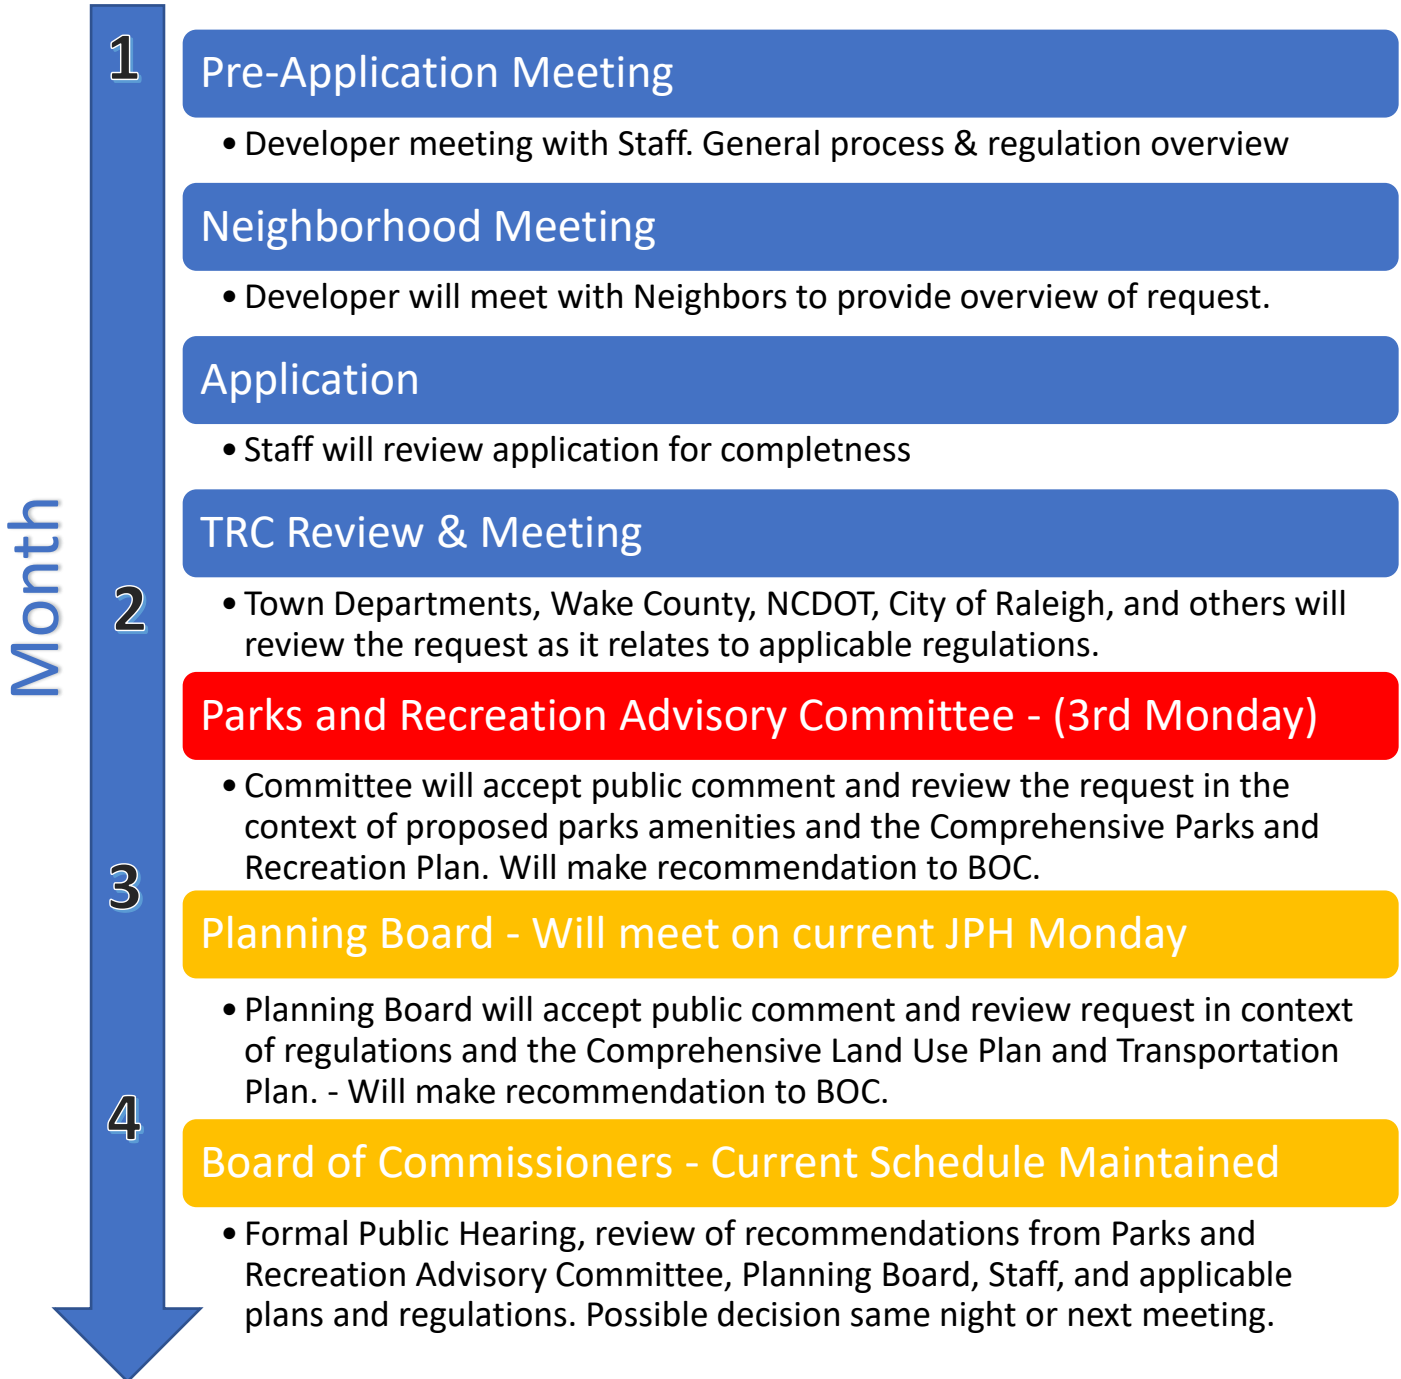 1
Pre-Application Meeting
• Developer meeting with Staff. General process & regulation overview
Neighborhood Meeting
• Developer will meet with Neighbors to provide overview of request.
Application
• Staff will review application for completness
Month
TRC Review & Meeting
2
• Town Departments, Wake County, NCDOT, City of Raleigh, and others will
review the request as it relates to applicable regulations.
Parks and Recreation Advisory Committee - (3rd Monday)
• Committee will accept public comment and review the request in the
context of proposed parks amenities and the Comprehensive Parks and
Recreation Plan. Will make recommendation to BOC.
3
Planning Board - Will meet on current JPH Monday
• Planning Board will accept public comment and review request in context
of regulations and the Comprehensive Land Use Plan and Transportation
Plan. - Will make recommendation to BOC.
4
Board of Commissioners - Current Schedule Maintained
• Formal Public Hearing, review of recommendations from Parks and
Recreation Advisory Committee, Planning Board, Staff, and applicable
plans and regulations. Possible decision same night or next meeting.